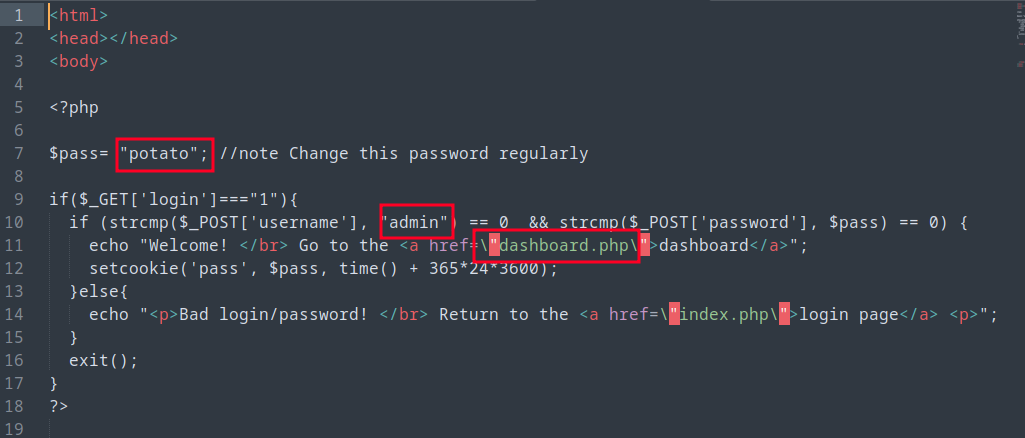 1 <html>
2 <head></head>
3 <body>
4
5 <?php
6
7 $pass= "potato"; //note Change this password regularly
8
9 if($_GET['login']==="1"){
10   if (strcmp($_POST['username'], "admin") == 0  && strcmp($_POST['password'], $pass) == 0) {
11     echo "Welcome! </br> Go to the <a href=\"dashboard.php\">dashboard</a>";
12     setcookie('pass', $pass, time() + 365*24*3600);
13   }else{
14     echo "<p>Bad login/password! </br> Return to the <a href=\"index.php\">login page</a> <p>";
15   }
16   exit();
17 }
18 ?>
19